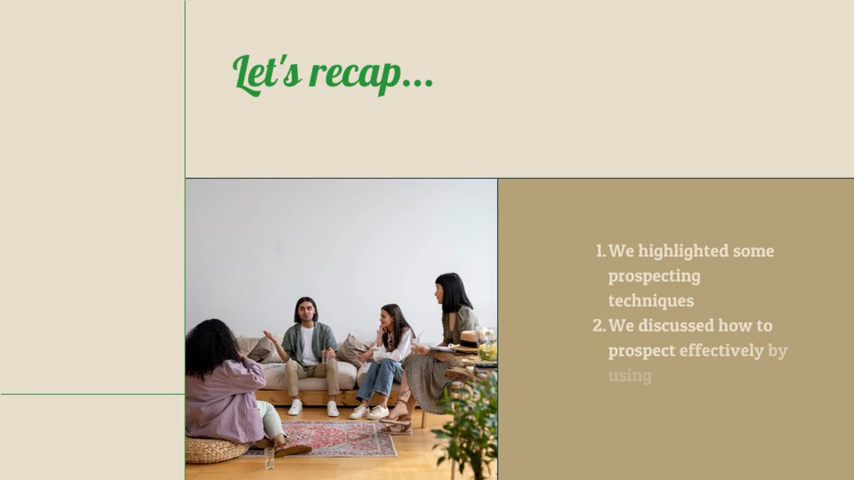 Let's recap...
1. We highlighted some
prospecting
techniques
2. We discussed how to
prospect effectively by
using